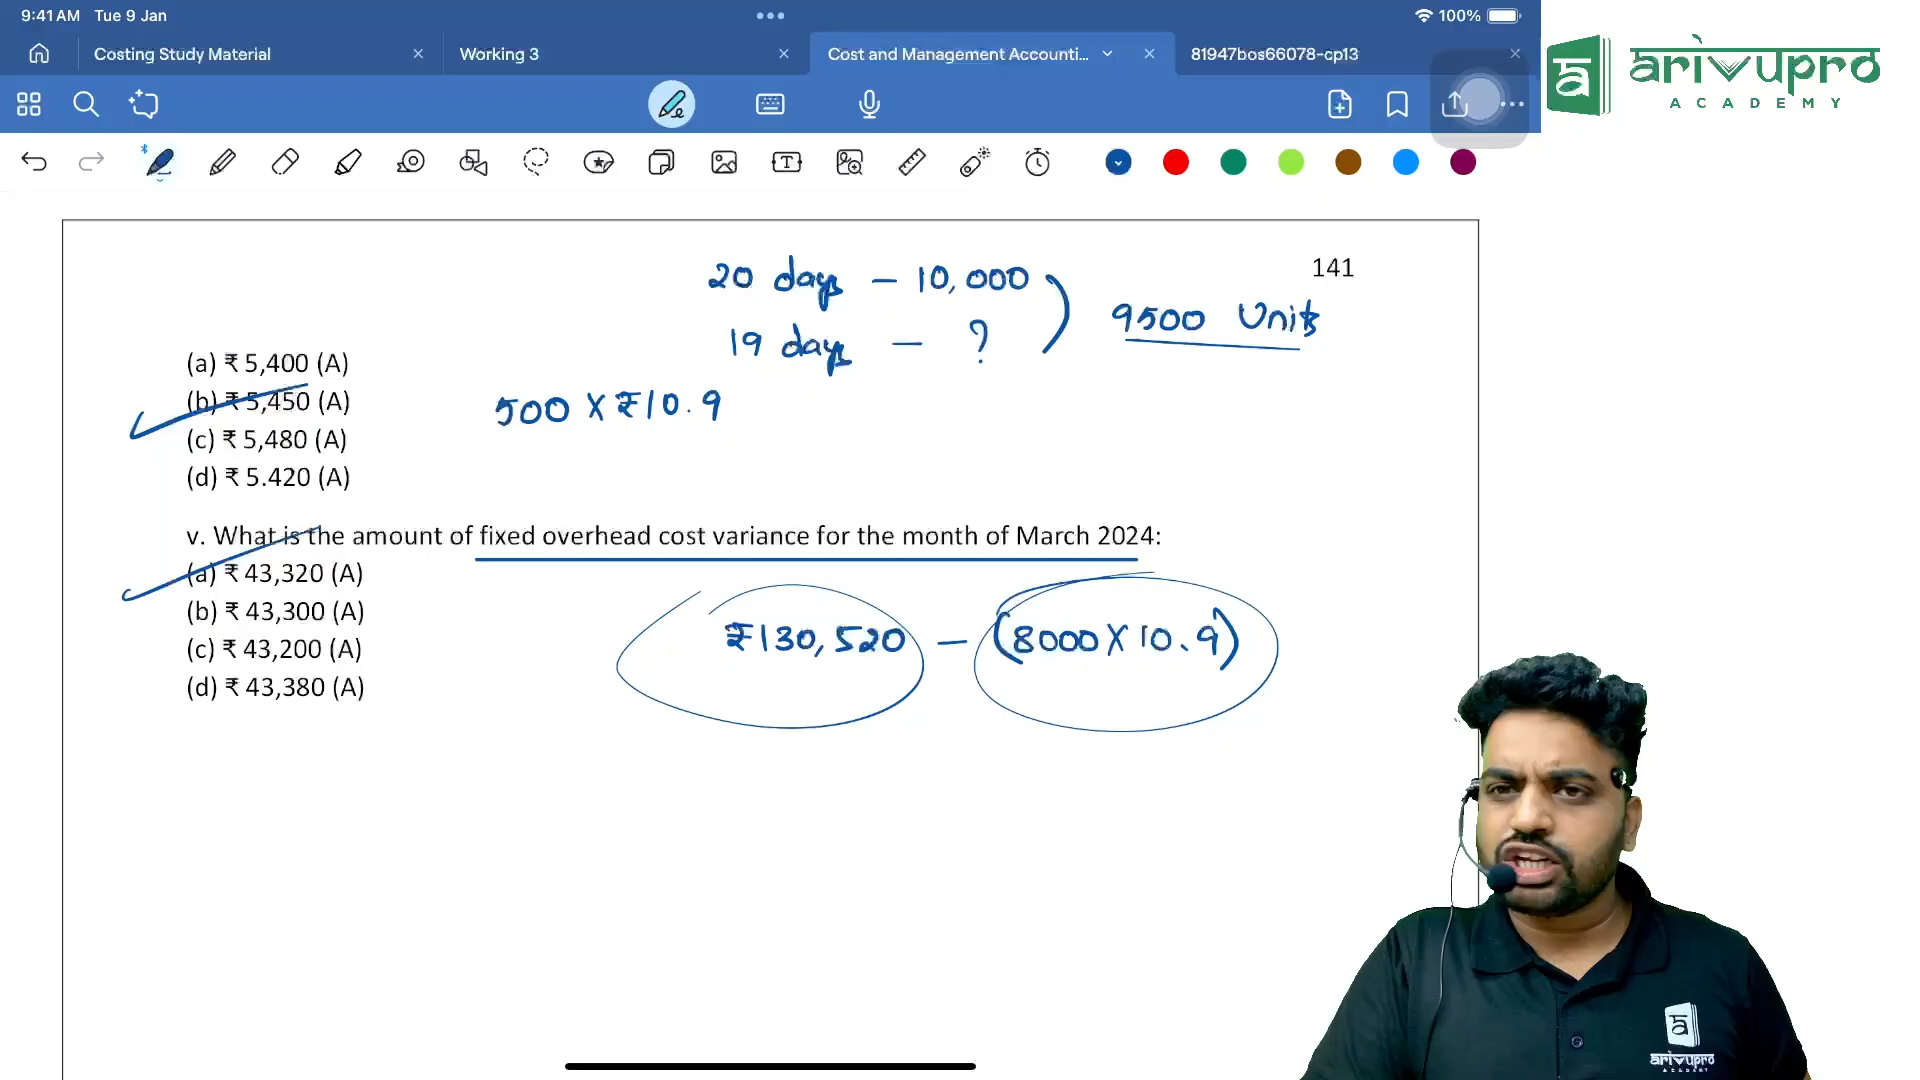 9:41 AM Tue 9 Jan
100%
Costing Study Material
Working 3
Cost and Management Accounti...
81947bos66078-cp13
arivupro
ACADEMY
141
20 days - 10,000
19 days - ?
9500 Units
(a) ₹ 5,400 (A)
(b) ₹ 5,450 (A)
500 X ₹10.9
(c) ₹ 5,480 (A)
(d) ₹ 5.420 (A)
v. What is the amount of fixed overhead cost variance for the month of March 2024:
(a) ₹ 43,320 (A)
(b) ₹ 43,300 (A)
₹130,520 - (8000 X 10.9)
(c) ₹ 43,200 (A)
(d) ₹ 43,380 (A)
arivupro
ACADEMY